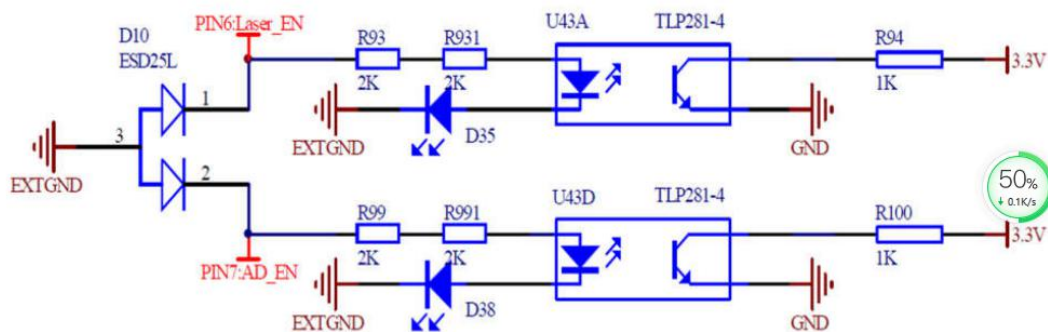 PIN6:Laser_EN
D10
ESD25L
1
3
2
EXTGND
R93
2K
R931
2K
U43A
TLP281-4
R94
1K
3.3V
EXTGND
D35
GND
PIN7:AD_EN
R99
2K
R991
2K
U43D
TLP281-4
R100
1K
3.3V
EXTGND
D38
GND
50%
↓ 0.1K/s